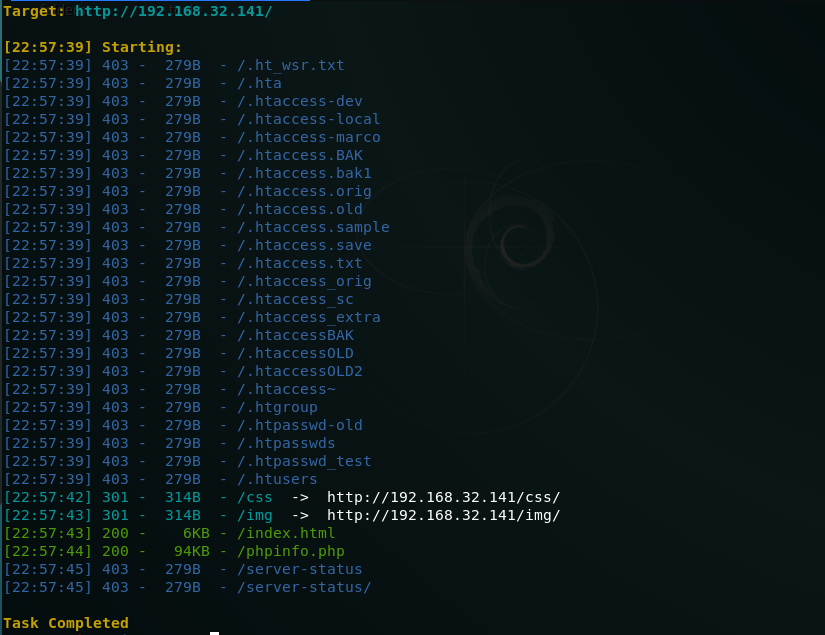 Target: http://192.168.32.141/
[22:57:39] Starting:
[22:57:39] 403 -  279B  - /.ht_wsr.txt
[22:57:39] 403 -  279B  - /.hta
[22:57:39] 403 -  279B  - /.htaccess-dev
[22:57:39] 403 -  279B  - /.htaccess-local
[22:57:39] 403 -  279B  - /.htaccess-marco
[22:57:39] 403 -  279B  - /.htaccess.BAK
[22:57:39] 403 -  279B  - /.htaccess.bak1
[22:57:39] 403 -  279B  - /.htaccess.orig
[22:57:39] 403 -  279B  - /.htaccess.old
[22:57:39] 403 -  279B  - /.htaccess.sample
[22:57:39] 403 -  279B  - /.htaccess.save
[22:57:39] 403 -  279B  - /.htaccess.txt
[22:57:39] 403 -  279B  - /.htaccess_orig
[22:57:39] 403 -  279B  - /.htaccess_sc
[22:57:39] 403 -  279B  - /.htaccess_extra
[22:57:39] 403 -  279B  - /.htaccessBAK
[22:57:39] 403 -  279B  - /.htaccessOLD
[22:57:39] 403 -  279B  - /.htaccessOLD2
[22:57:39] 403 -  279B  - /.htaccess~
[22:57:39] 403 -  279B  - /.htgroup
[22:57:39] 403 -  279B  - /.htpasswd-old
[22:57:39] 403 -  279B  - /.htpasswds
[22:57:39] 403 -  279B  - /.htpasswd_test
[22:57:39] 403 -  279B  - /.htusers
[22:57:42] 301 -  314B  - /css  ->  http://192.168.32.141/css/
[22:57:43] 301 -  314B  - /img  ->  http://192.168.32.141/img/
[22:57:43] 200 -    6KB - /index.html
[22:57:44] 200 -   94KB - /phpinfo.php
[22:57:45] 403 -  279B  - /server-status
[22:57:45] 403 -  279B  - /server-status/
Task Completed